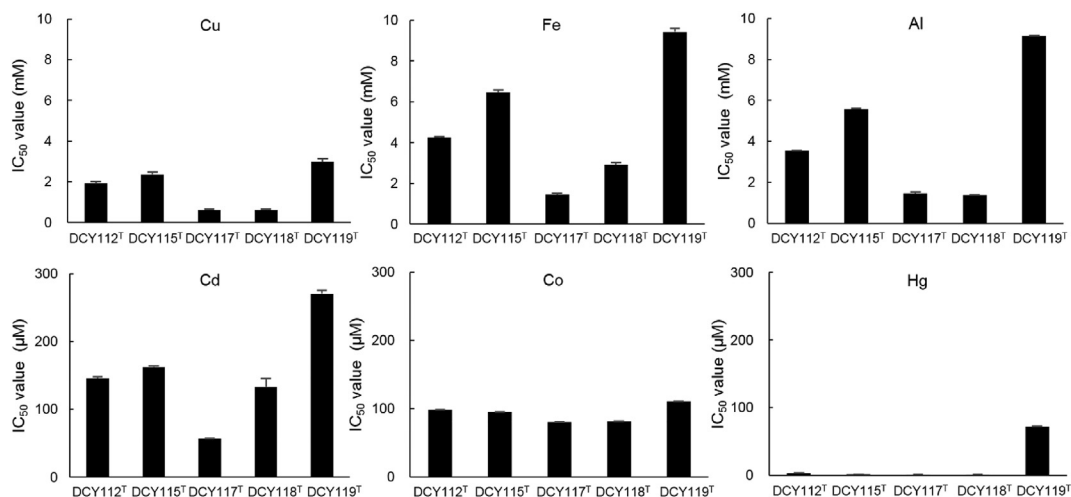 Cu
IC50 value (mM)
10
8
6
4
2
0
DCY112T DCY115T DCY117T DCY118T DCY119T
Fe
IC50 value (mM)
10
8
6
4
2
0
DCY112T DCY115T DCY117T DCY118T DCY119T
Al
IC50 value (mM)
10
8
6
4
2
0
DCY112T DCY115T DCY117T DCY118T DCY119T
Cd
IC50 value (μM)
300
200
100
0
DCY112T DCY115T DCY117T DCY118T DCY119T
Co
IC50 value (μM)
300
200
100
0
DCY112T DCY115T DCY117T DCY118T DCY119T
Hg
IC50 value (μM)
300
200
100
0
DCY112T DCY115T DCY117T DCY118T DCY119T